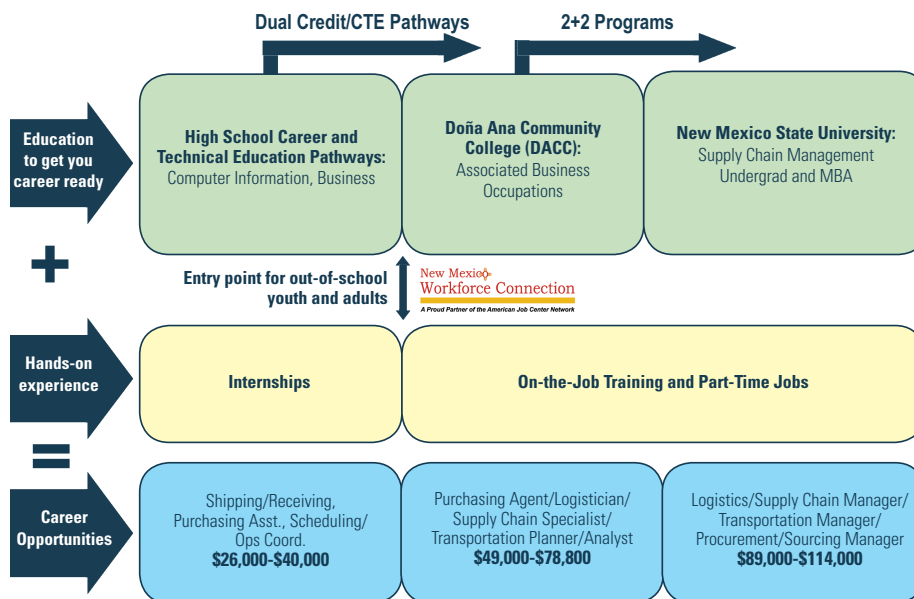 Dual Credit/CTE Pathways
2+2 Programs
Education
to get you
career ready
High School Career and
Technical Education Pathways:
Computer Information, Business
Doña Ana Community
College (DACC):
Associated Business
Occupations
New Mexico State University:
Supply Chain Management
Undergrad and MBA
+
Entry point for out-of-school
youth and adults
New Mexico
Workforce Connection
A Proud Partner of the American Job Center Network
Hands-on
experience
Internships
On-the-Job Training and Part-Time Jobs
=
Career
Opportunities
Shipping/Receiving,
Purchasing Asst., Scheduling/
Ops Coord.
$26,000-$40,000
Purchasing Agent/Logistician/
Supply Chain Specialist/
Transportation Planner/Analyst
$49,000-$78,800
Logistics/Supply Chain Manager/
Transportation Manager/
Procurement/Sourcing Manager
$89,000-$114,000